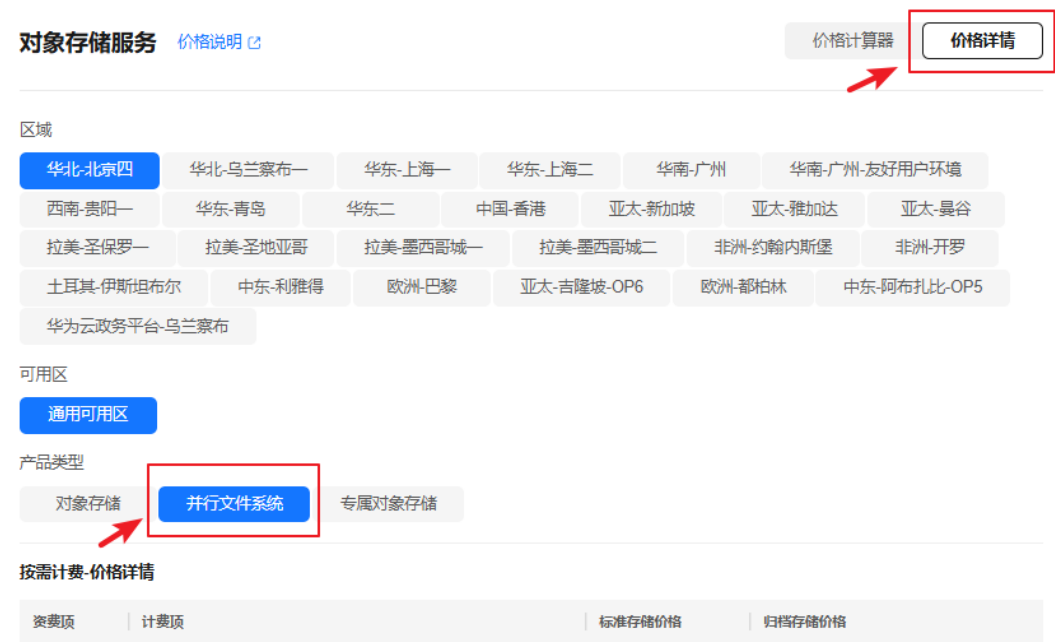 对象存储服务 价格说明 价格计算器 价格详情
区域
华北-北京四 华北-乌兰察布一 华东-上海一 华东-上海二 华南-广州 华南-广州-友好用户环境
西南-贵阳一 华东-青岛 华东二 中国-香港 亚太-新加坡 亚太-雅加达 亚太-曼谷
拉美-圣保罗一 拉美-圣地亚哥 拉美-墨西哥城一 拉美-墨西哥城二 非洲-约翰内斯堡 非洲-开罗
土耳其-伊斯坦布尔 中东-利雅得 欧洲-巴黎 亚太-吉隆坡-OP6 欧洲-都柏林 中东-阿布扎比-OP5
华为云政务平台-乌兰察布
可用区
通用可用区
产品类型
对象存储 并行文件系统 专属对象存储
按需计费-价格详情
资费项 计费项 标准存储价格 归档存储价格